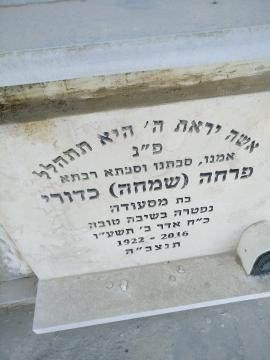 אשה יראת ה' היא תתהלל
פ"נ
אמנו, סבתנו וסבתא רבתא
פרחה (שמחה) כדורי
בת מסעודה
נפטרה בשיבה טובה
כ"ח אדר ב' תשע"ו
1922 - 2016
תנצב"ה